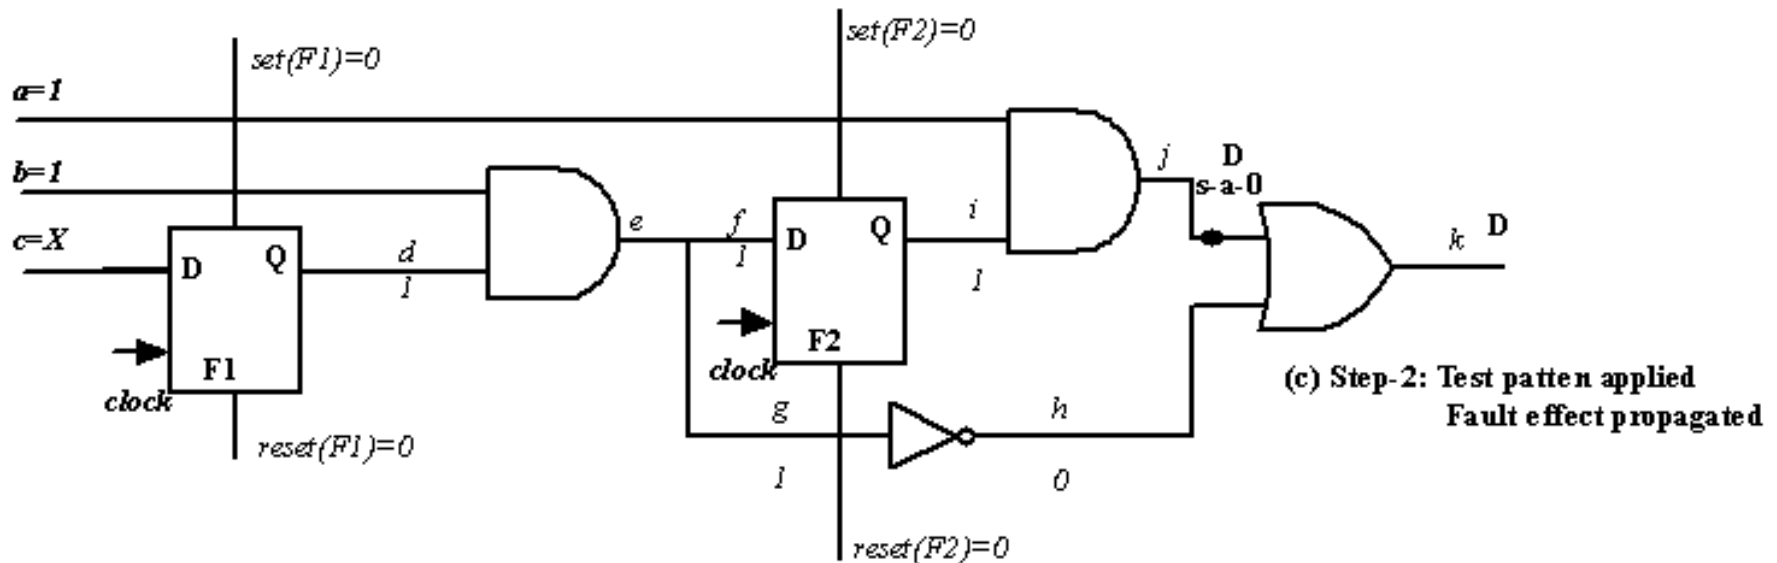 set(F1)=0
set(F2)=0
a=1
b=1
c=X
D
Q
F1
clock
reset(F1)=0
d
1
e
f
1
D
Q
F2
clock
i
1
j
D
s-a-0
k D
g
1
h
0
reset(F2)=0
(c) Step-2: Test patten applied
Fault effect propagated